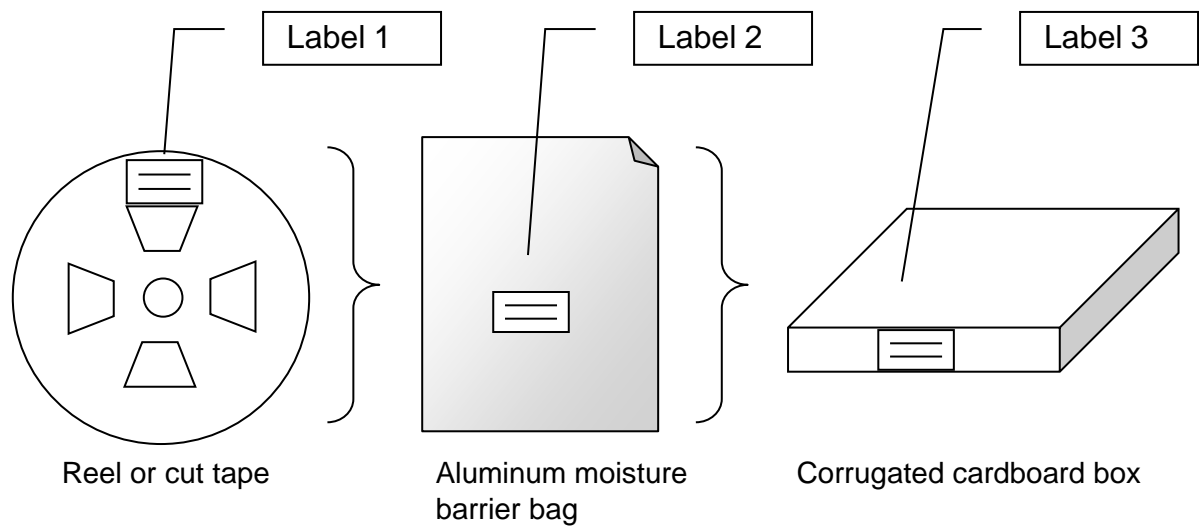 Label 1
Label 2
Label 3
Reel or cut tape
Aluminum moisture
barrier bag
Corrugated cardboard box